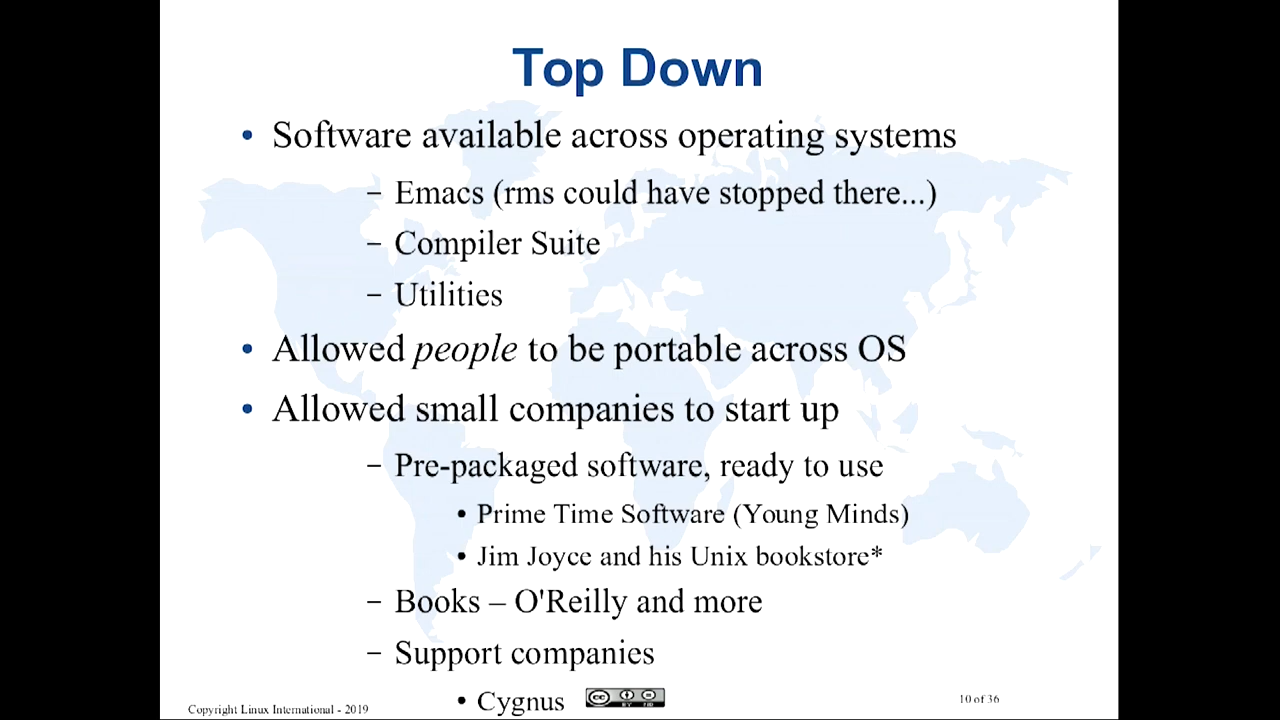 Top Down
• Software available across operating systems
– Emacs (rms could have stopped there...)
– Compiler Suite
– Utilities
• Allowed people to be portable across OS
• Allowed small companies to start up
– Pre-packaged software, ready to use
• Prime Time Software (Young Minds)
• Jim Joyce and his Unix bookstore*
– Books – O'Reilly and more
– Support companies
• Cygnus
Copyright Linux International - 2019
10 of 36